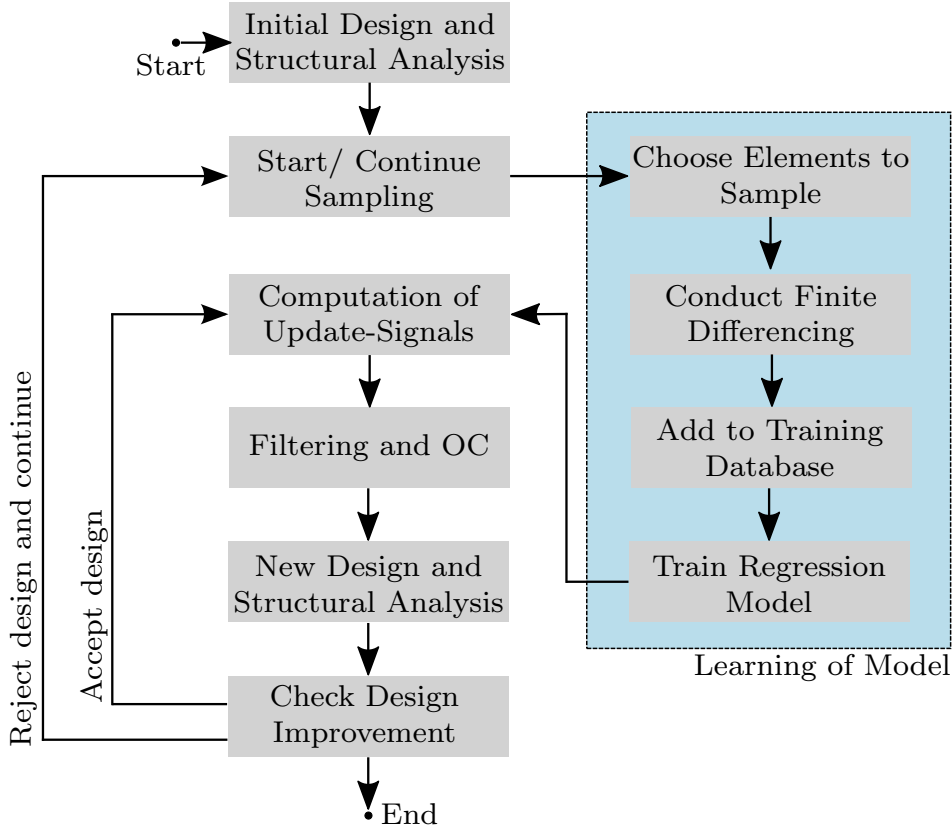 Start
Initial Design and
Structural Analysis
Start/ Continue
Sampling
Choose Elements to
Sample
Conduct Finite
Differencing
Add to Training
Database
Train Regression
Model
Learning of Model
Computation of
Update-Signals
Filtering and OC
New Design and
Structural Analysis
Check Design
Improvement
Accept design
Reject design and continue
End